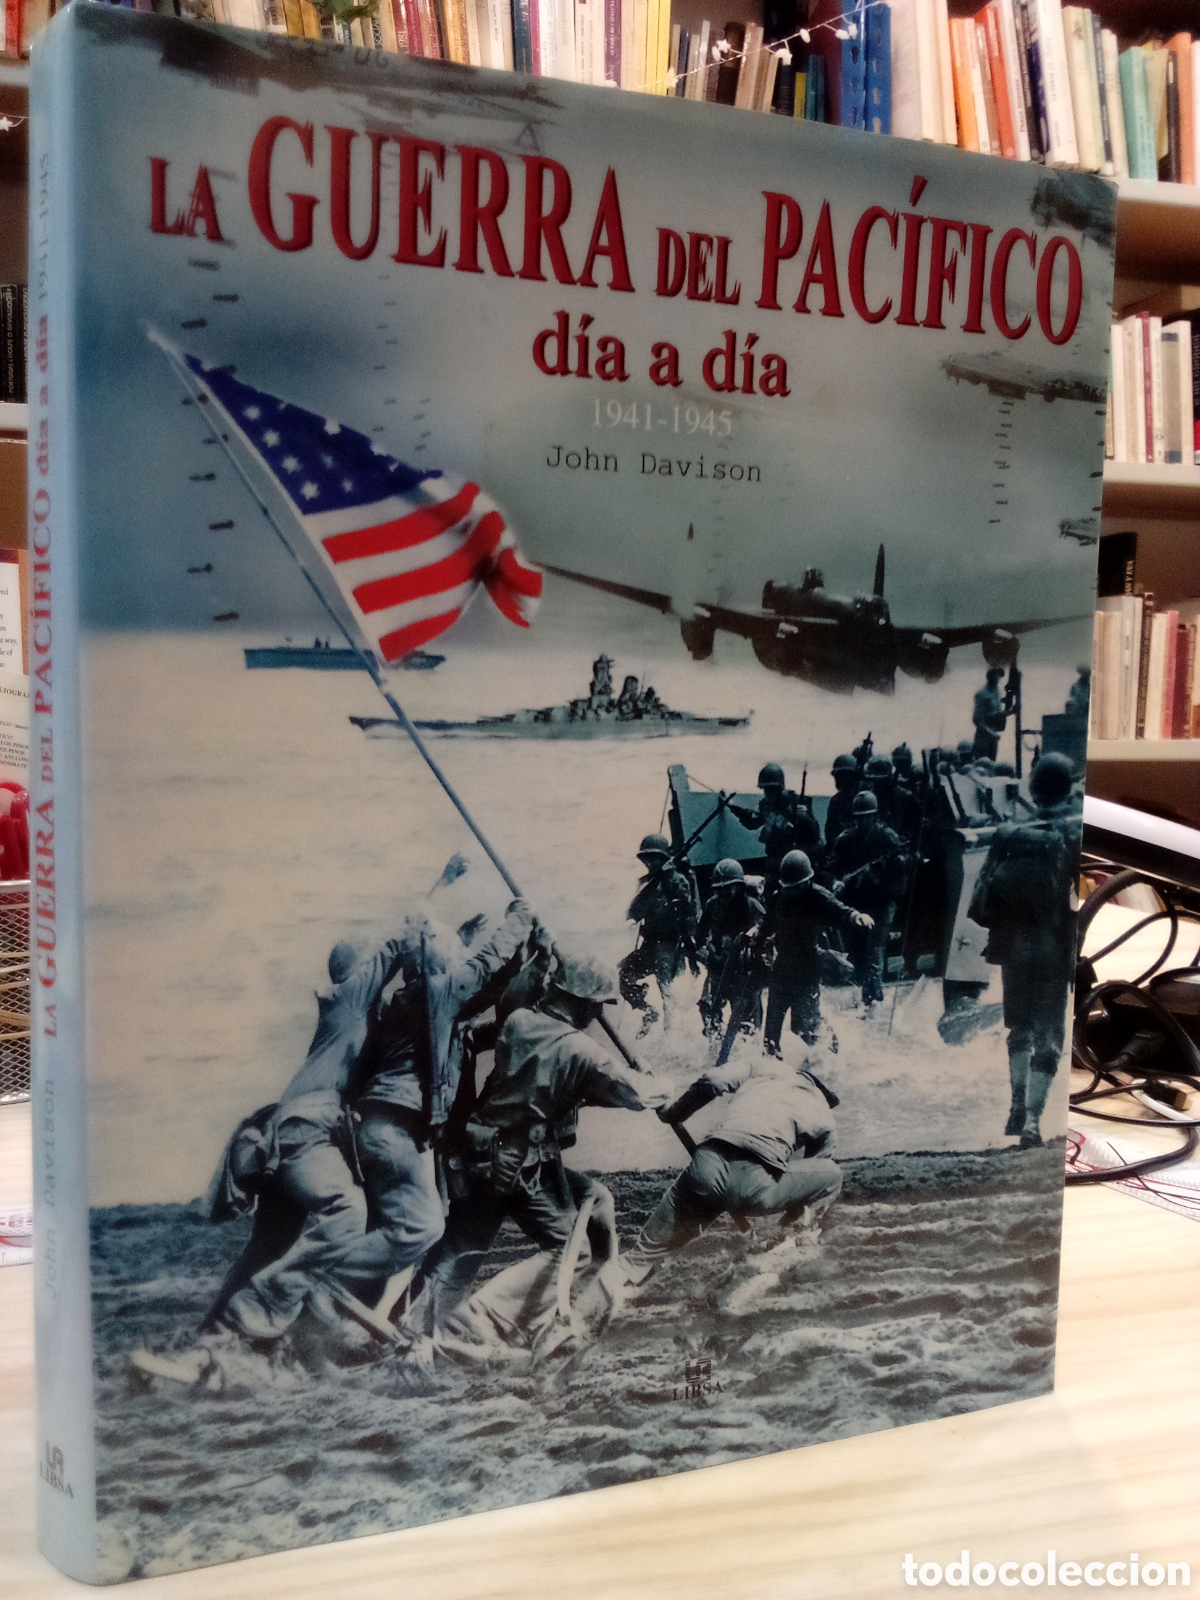 LA GUERRA DEL PACÍFICO
día a día
1941-1945
John Davison
LIBSA
John Davison LA GUERRA DEL PACÍFICO día a día 1941-1945
LIBSA
todocoleccion